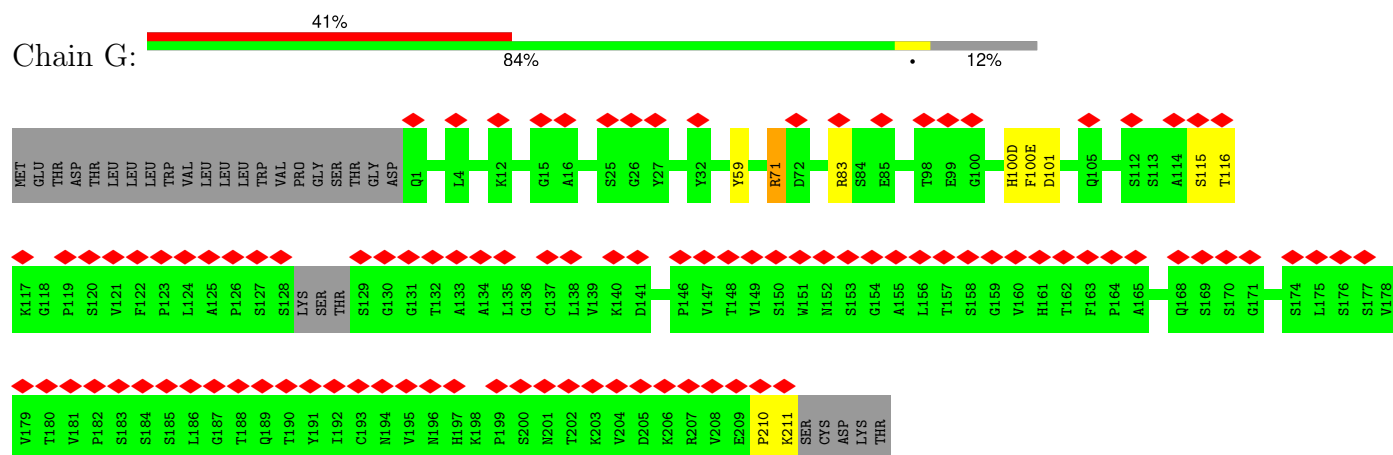 41%
Chain G:
84% • 12%
MET GLU THR ASP THR LEU LEU LEU TRP VAL LEU LEU LEU TRP VAL PRO GLY SER THR THR GLY ASP Q1 L4 K12 G15 A16 S25 G26 Y27 Y32 Y59 R71 D72 R83 S84 E85 T98 E99 G100 H100D F100E D101 Q105 S112 S113 A114 S115 T116
K117 G118 P119 S120 V121 F122 P123 L124 A125 P126 S127 S128 LYS SER THR S129 G130 G131 T132 A133 A134 L135 G136 C137 L138 V139 K140 D141 P146 V147 T148 V149 S150 W151 N152 S153 G154 A155 L156 T157 S158 G159 V160 H161 T162 F163 P164 A165 Q168 S169 S170 G171 S174 L175 S176 S177 V178
V179 T180 V181 P182 S183 S184 S185 L186 G187 T188 Q189 T190 Y191 I192 C193 N194 V195 N196 H197 K198 P199 S200 N201 T202 K203 V204 D205 K206 R207 V208 E209 P210 K211 SER CYS ASP LYS THR